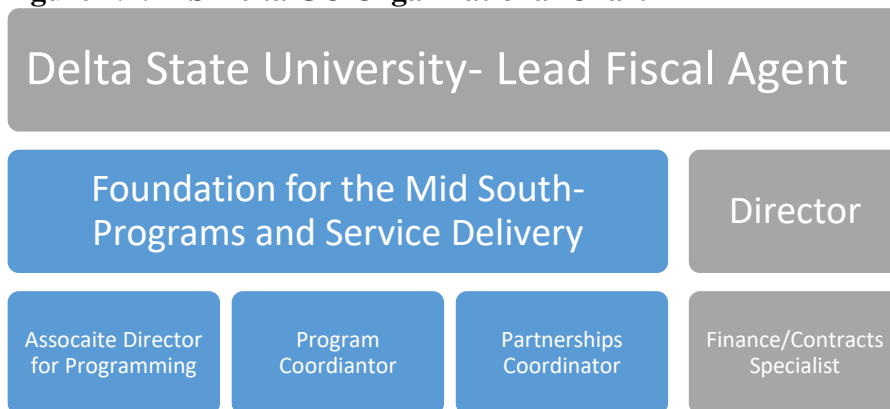 Delta State University- Lead Fiscal Agent
Foundation for the Mid South-
Programs and Service Delivery
Director
Assocaite Director
for Programming
Program
Coordiantor
Partnerships
Coordinator
Finance/Contracts
Specialist